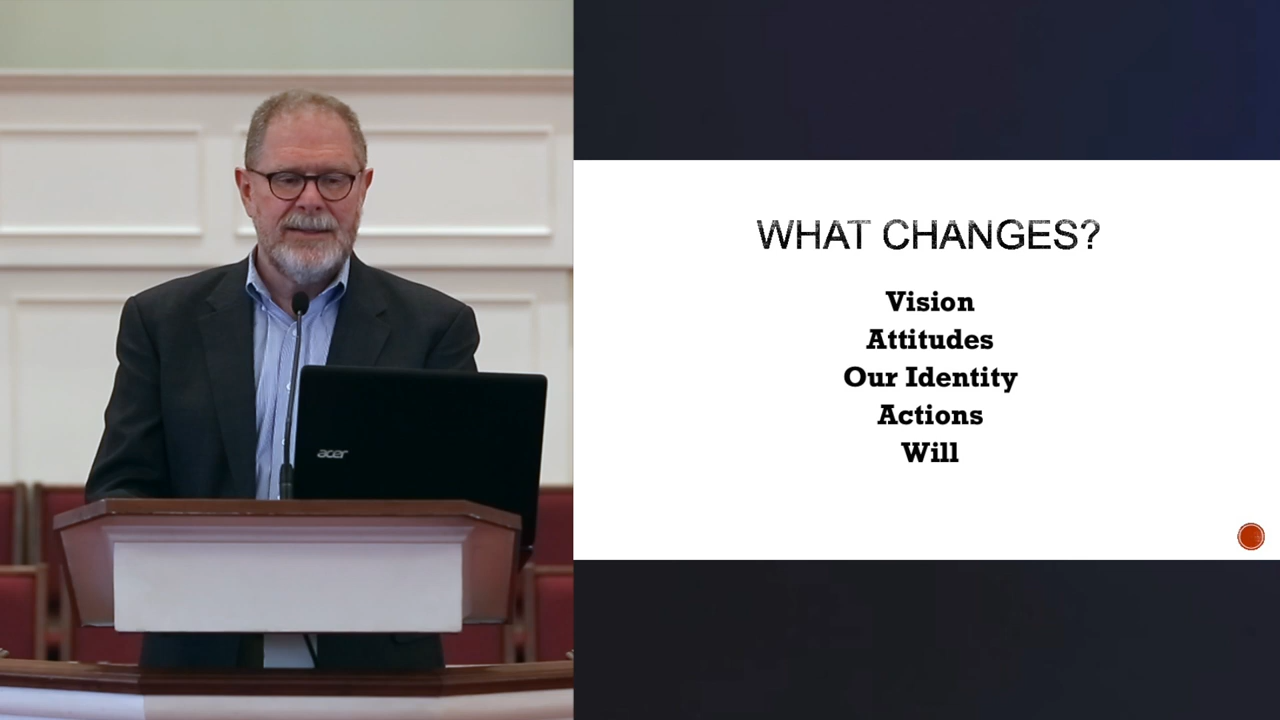 acer
WHAT CHANGES?
Vision
Attitudes
Our Identity
Actions
Will